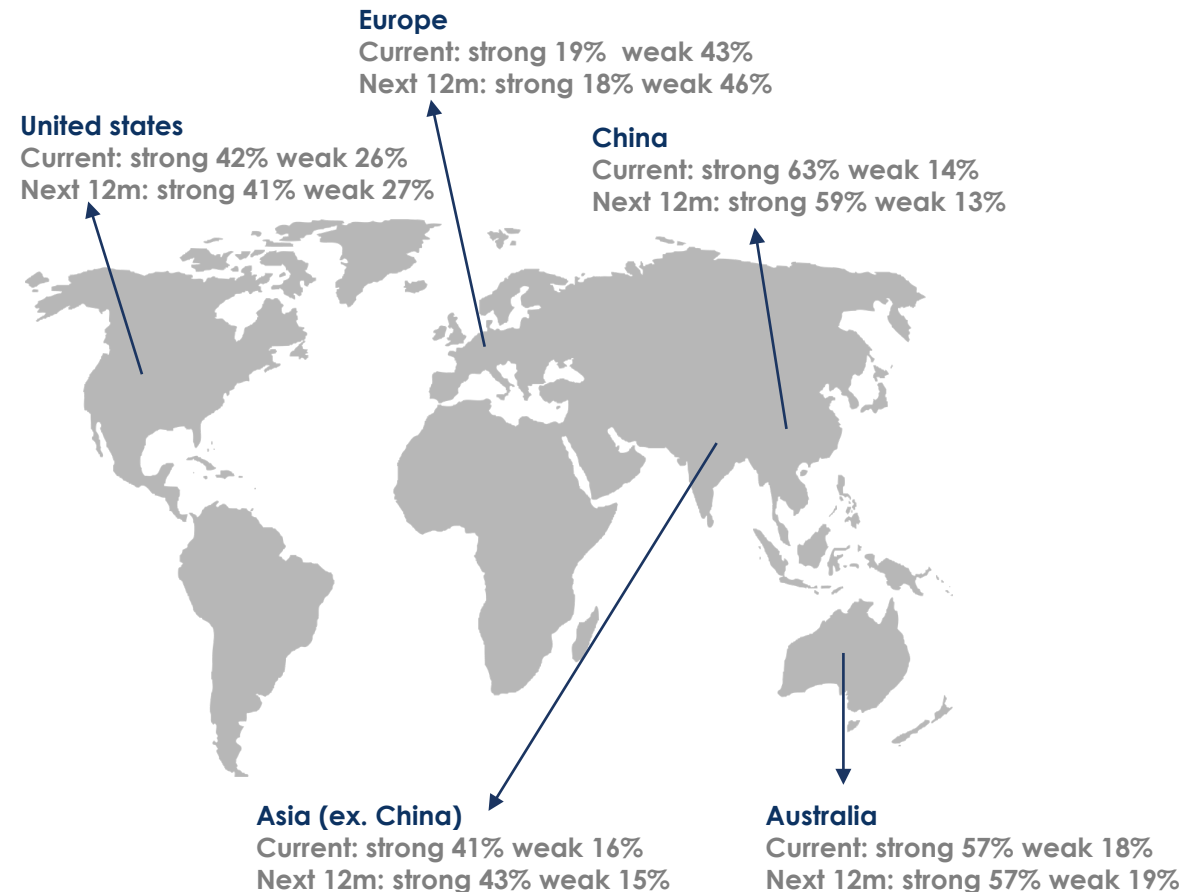 Europe
Current: strong 19% weak 43%
Next 12m: strong 18% weak 46%
United states
Current: strong 42% weak 26%
Next 12m: strong 41% weak 27%
China
Current: strong 63% weak 14%
Next 12m: strong 59% weak 13%
Asia (ex. China)
Current: strong 41% weak 16%
Next 12m: strong 43% weak 15%
Australia
Current: strong 57% weak 18%
Next 12m: strong 57% weak 19%